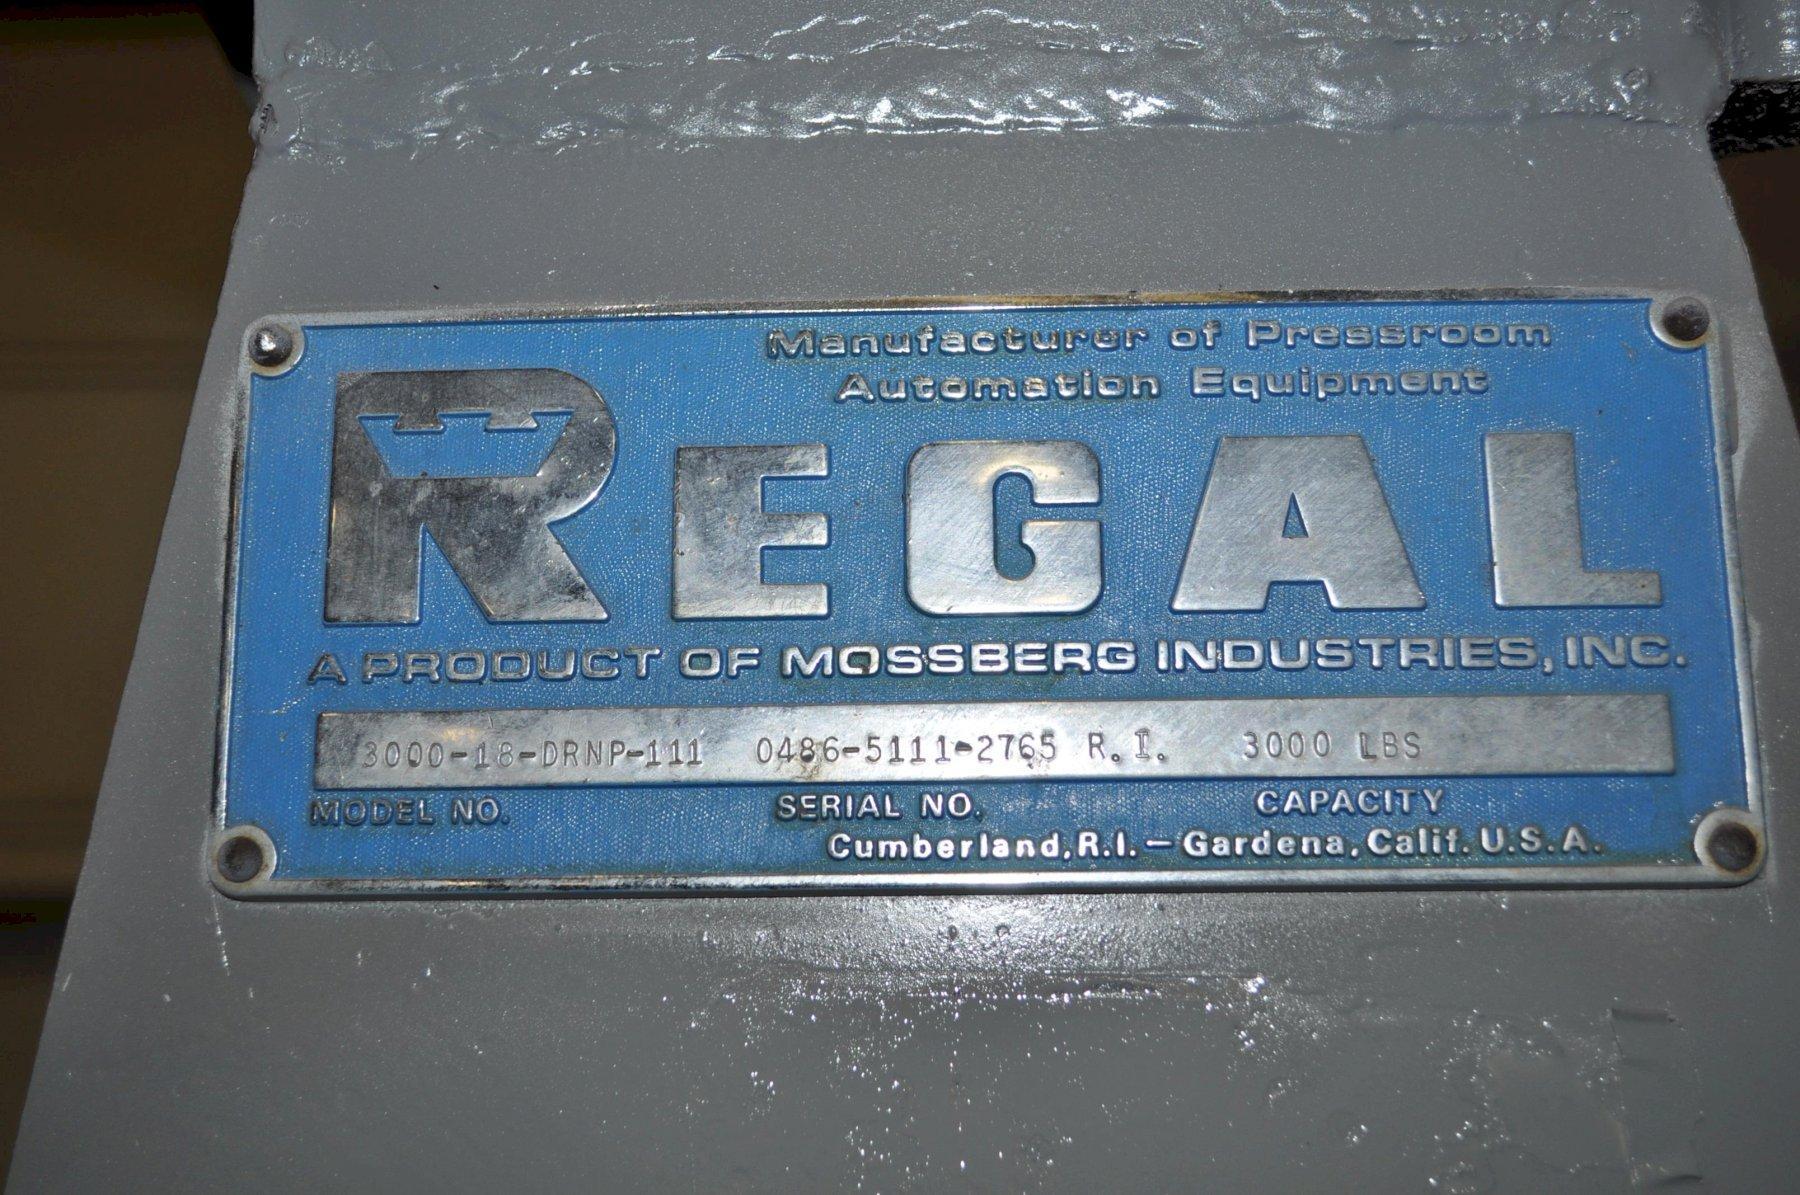 Manufacturer of Pressroom
Automation Equipment
REGAL
A PRODUCT OF MOSSBERG INDUSTRIES, INC.
3000-18-DRNP-111 0486-5111-2765 R.I. 3000 LBS
MODEL NO. SERIAL NO. CAPACITY
Cumberland, R.I. — Gardena, Calif. U.S.A.